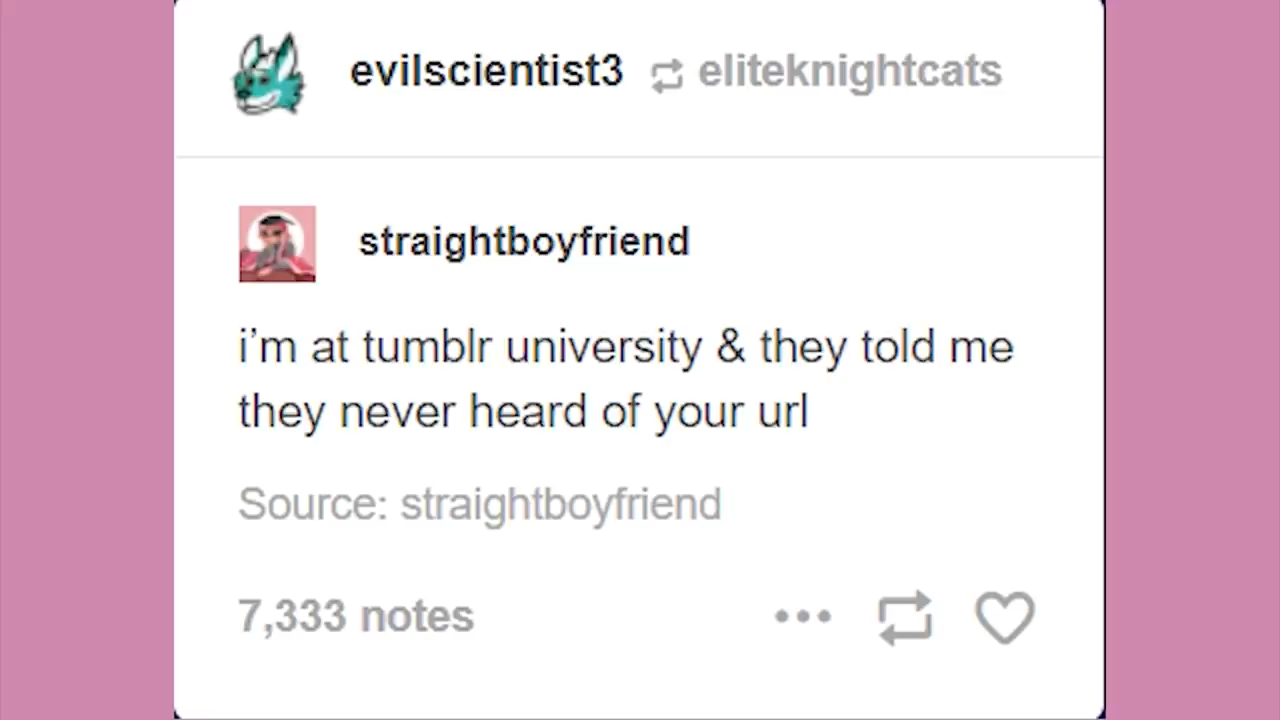 evilscientist3 eliteknightcats
straightboyfriend
i’m at tumblr university & they told me
they never heard of your url
Source: straightboyfriend
7,333 notes